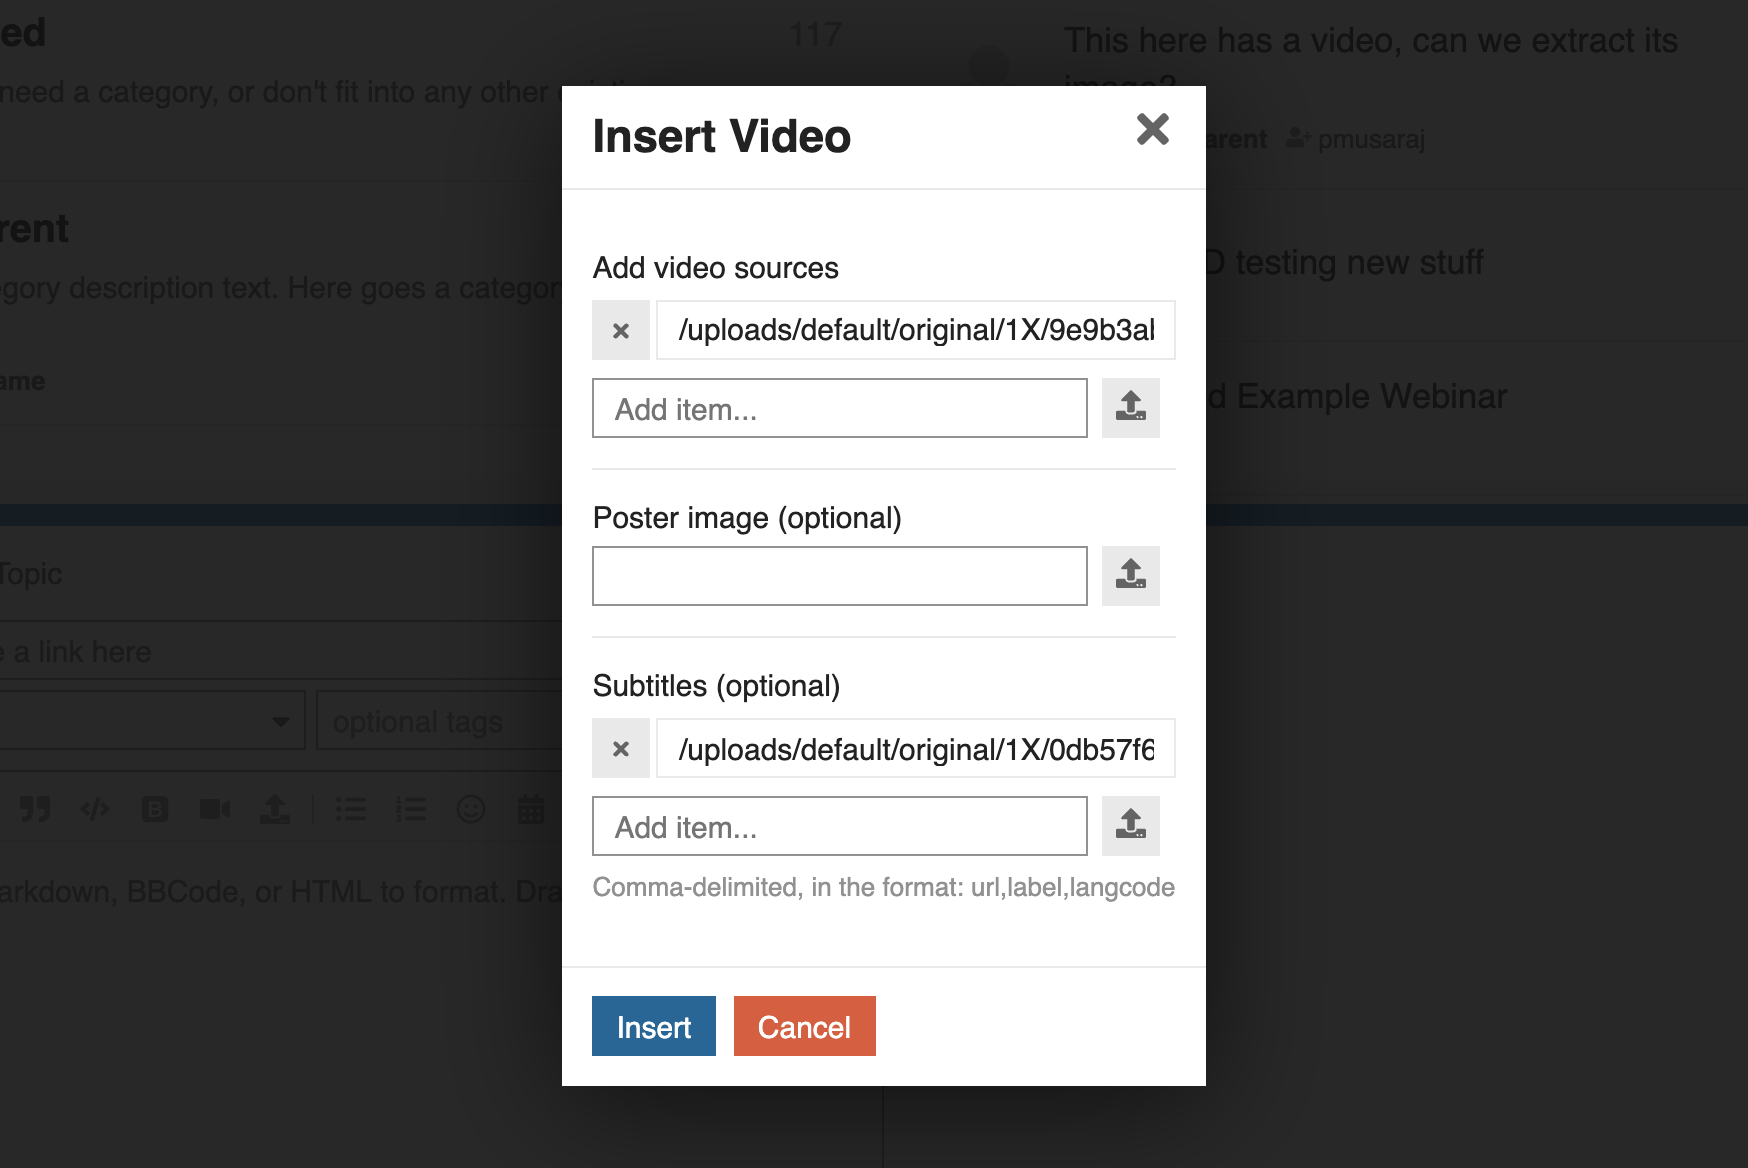 ed
117
need a category, or don't fit into any other
rent
gory description text. Here goes a categor
ame
This here has a video, can we extract its
image?
arent pmusaraj
D testing new stuff
d Example Webinar
Topic
e a link here
optional tags
arkdown, BBCode, or HTML to format. Dra
Insert Video
Add video sources
/uploads/default/original/1X/9e9b3ab
Add item...
Poster image (optional)
Subtitles (optional)
/uploads/default/original/1X/0db57f6
Add item...
Comma-delimited, in the format: url,label,langcode
Insert Cancel